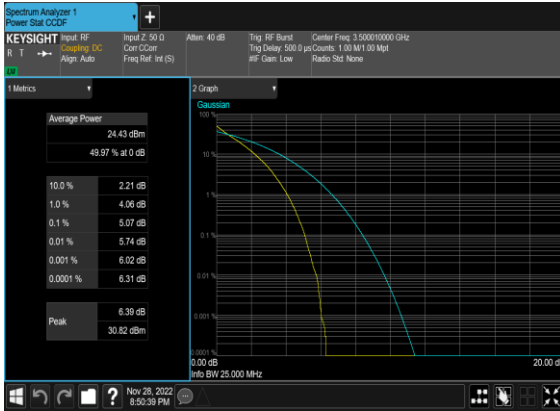 Spectrum Analyzer 1
Power Stat CCDF
KEYSIGHT
R T
Input: RF
Coupling: DC
Align: Auto
Input Z: 50 Ω
Corr CCorr
Freq Ref: Int (S)
Atten: 40 dB
Trig: RF Burst
Trig Delay: 500.0 µs
#IF Gain: Low
Center Freq: 3.500010000 GHz
Counts: 1.00 M/1.00 Mpt
Radio Std: None
1 Metrics
Average Power
24.43 dBm
49.97 % at 0 dB
10.0 % 2.21 dB
1.0 % 4.06 dB
0.1 % 5.07 dB
0.01 % 5.74 dB
0.001 % 6.02 dB
0.0001 % 6.31 dB
Peak
6.39 dB
30.82 dBm
2 Graph
Gaussian
100 %
10 %
1 %
0.1 %
0.01 %
0.001 %
0.0001 %
0.00 dB
20.00 d
Info BW 25.000 MHz
?
Nov 28, 2022
8:50:39 PM